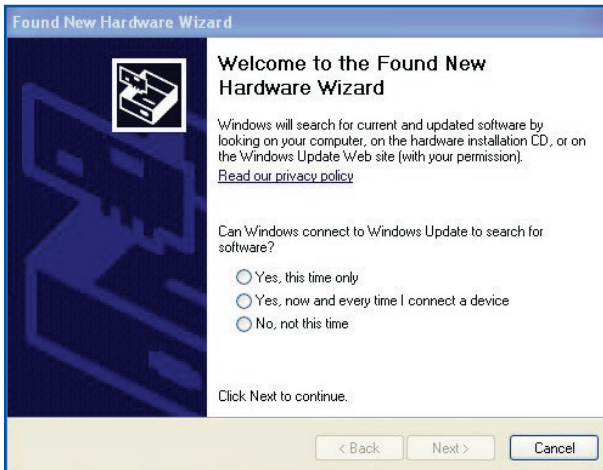 Found New Hardware Wizard
Welcome to the Found New
Hardware Wizard
Windows will search for current and updated software by
looking on your computer, on the hardware installation CD, or on
the Windows Update Web site (with your permission).
Read our privacy policy
Can Windows connect to Windows Update to search for
software?
Yes, this time only
Yes, now and every time I connect a device
No, not this time
Click Next to continue.
< Back
Next >
Cancel